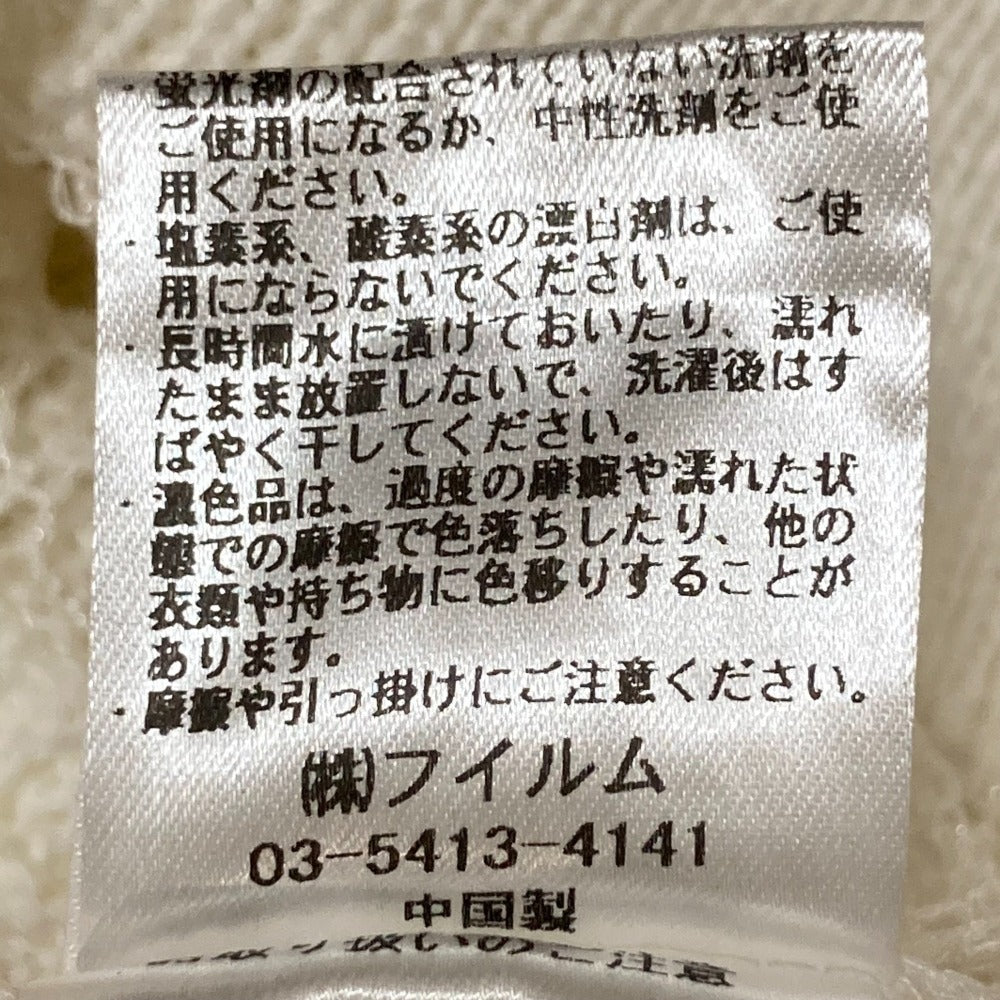 ・蛍光剤の配合されていない洗剤を
ご使用になるか、中性洗剤をご使
用ください。
・塩素系、酸素系の漂白剤は、ご使
用にならないでください。
・長時間水に漬けておいたり、濡れ
たまま放置しないで、洗濯後はす
ばやく干してください。
・濃色品は、過度の摩擦や濡れた状
態での摩擦で色落ちしたり、他の
衣類や持ち物に色移りすることが
あります。
・摩擦や引っ掛けにご注意ください。
㈱フイルム
03-5413-4141
中国製
取り扱いのご注意